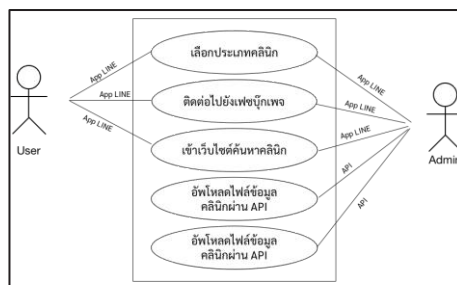 เลือกประเภทคลินิก
App LINE
App LINE
ติดต่อไปยังเฟซบุ๊กเพจ
App LINE
App LINE
User
Admin
App LINE
เข้าเว็บไซต์ค้นหาคลินิก
App LINE
อัพโหลดไฟล์ข้อมูล
คลินิกผ่าน API
API
อัพโหลดไฟล์ข้อมูล
คลินิกผ่าน API
API